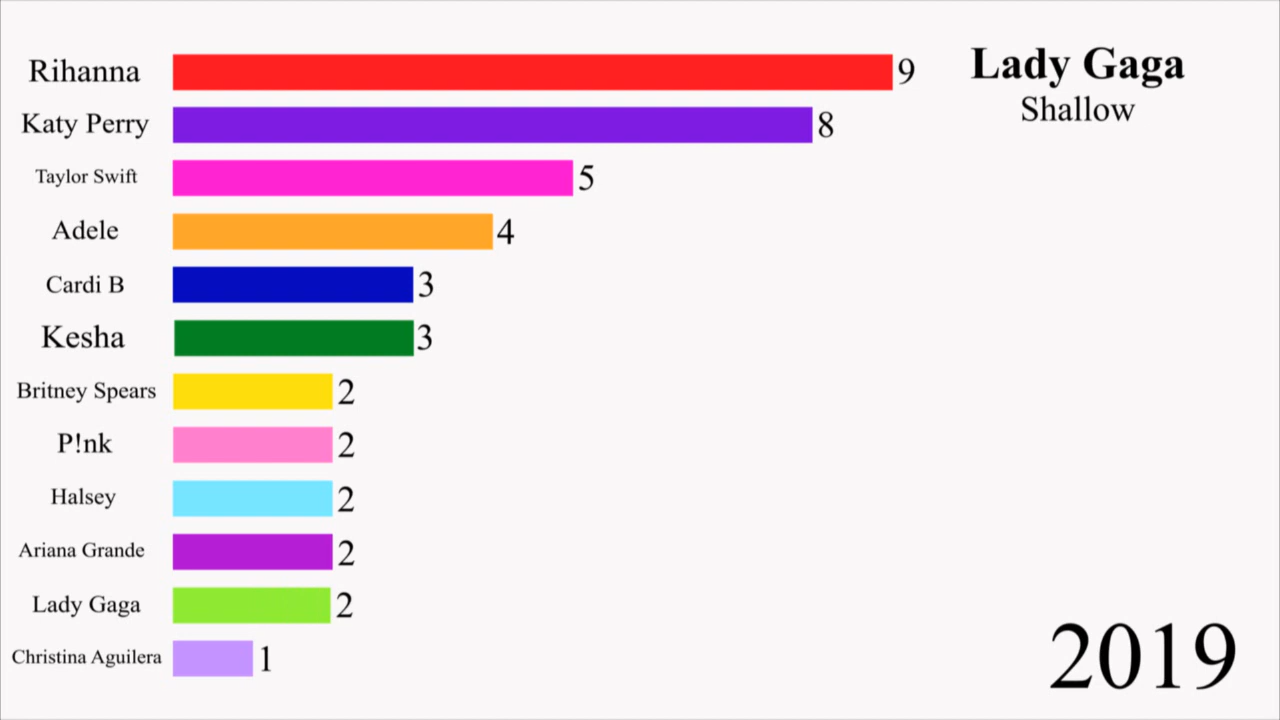 Rihanna 9
Katy Perry 8
Taylor Swift 5
Adele 4
Cardi B 3
Kesha 3
Britney Spears 2
P!nk 2
Halsey 2
Ariana Grande 2
Lady Gaga 2
Christina Aguilera 1
Lady Gaga
Shallow
2019